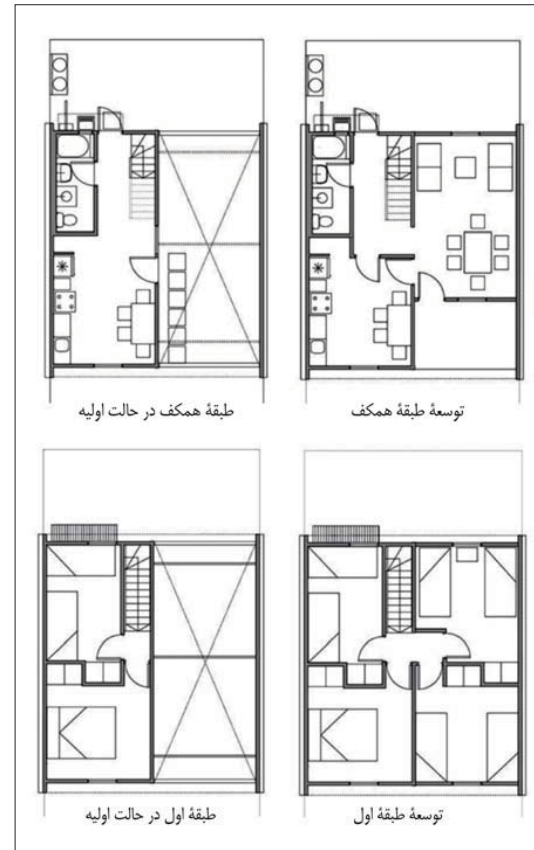 توسعهٔ طبقهٔ همکف
طبقهٔ همکف در حالت اولیه
توسعهٔ طبقهٔ اول
طبقهٔ اول در حالت اولیه